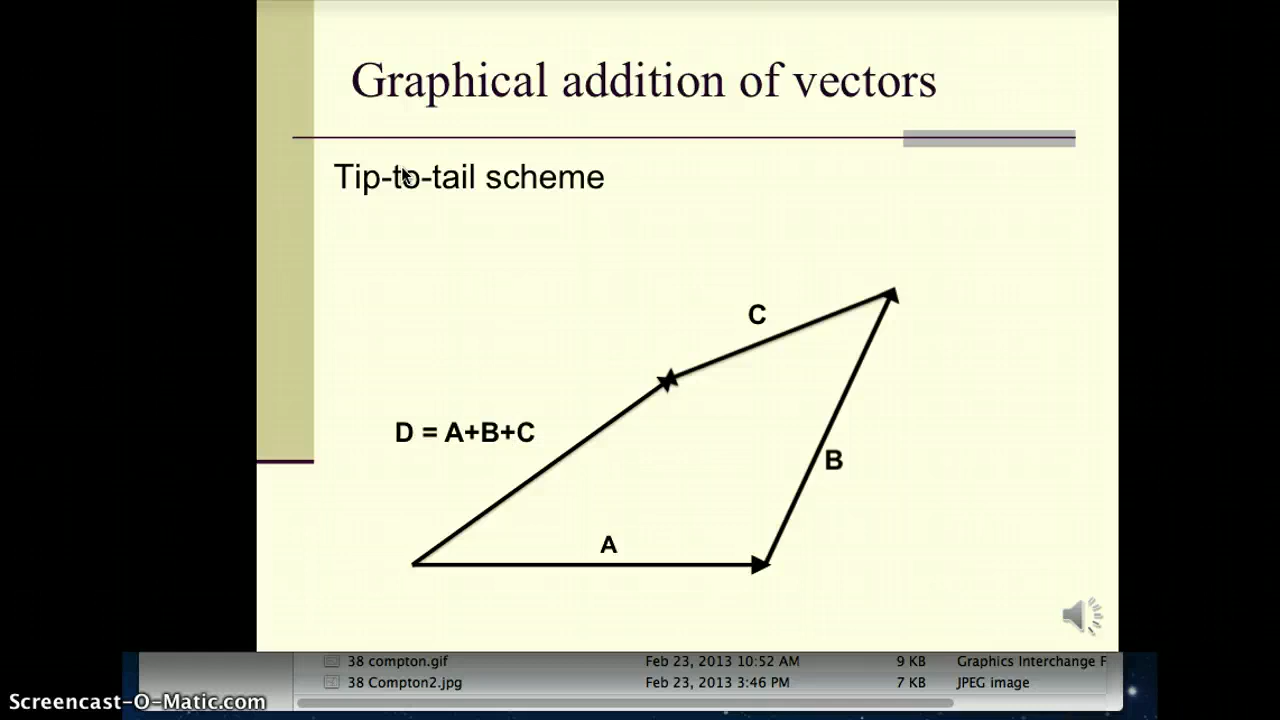 Graphical addition of vectors
Tip-to-tail scheme
C
D = A+B+C
B
A
38 compton.gif Feb 23, 2013 10:52 AM 9 KB Graphics Interchange F
38 Compton2.jpg Feb 23, 2013 3:46 PM 7 KB JPEG image
Screencast-O-Matic.com